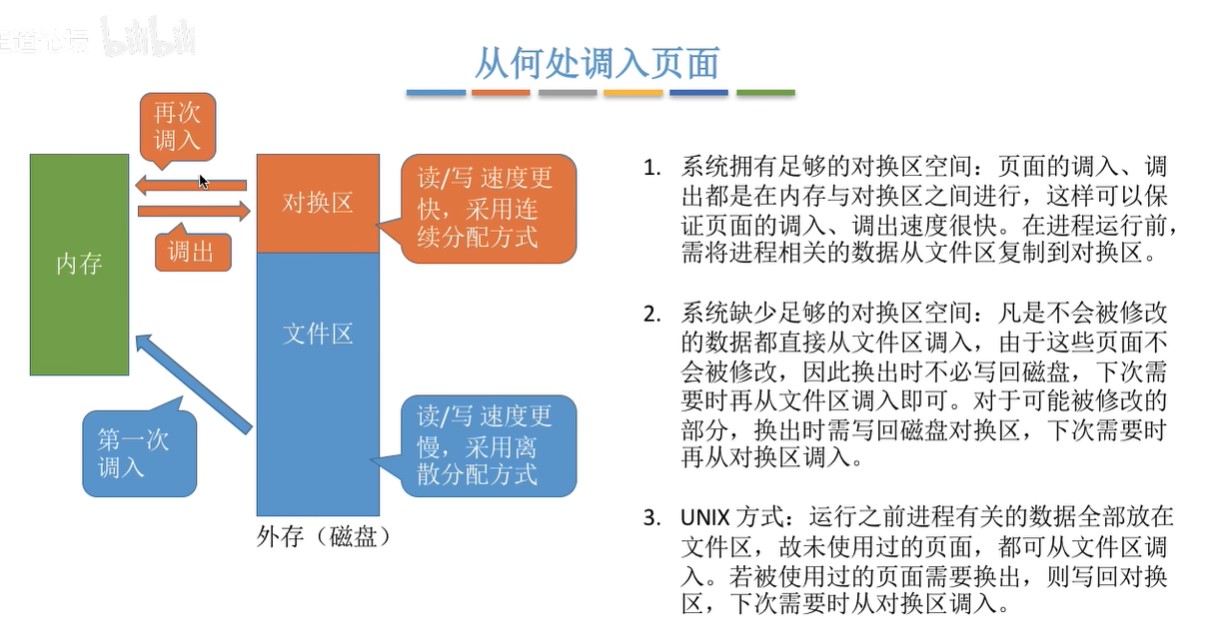 bilibili
从何处调入页面
再次
调入
调出
内存
对换区
文件区
读/写 速度更
快，采用连
续分配方式
第一次
调入
读/写 速度更
慢，采用离
散分配方式
外存（磁盘）
1. 系统拥有足够的对换区空间：页面的调入、调
出都是在内存与对换区之间进行，这样可以保
证页面的调入、调出速度很快。在进程运行前，
需将进程相关的数据从文件区复制到对换区。
2. 系统缺少足够的对换区空间：凡是不会被修改
的数据都直接从文件区调入，由于这些页面不
会被修改，因此换出时不必写回磁盘，下次需
要时再从文件区调入即可。对于可能被修改的
部分，换出时需写回磁盘对换区，下次需要时
再从对换区调入。
3. UNIX 方式：运行之前进程有关的数据全部放在
文件区，故未使用过的页面，都可从文件区调
入。若被使用过的页面需要换出，则写回对换
区，下次需要时从对换区调入。